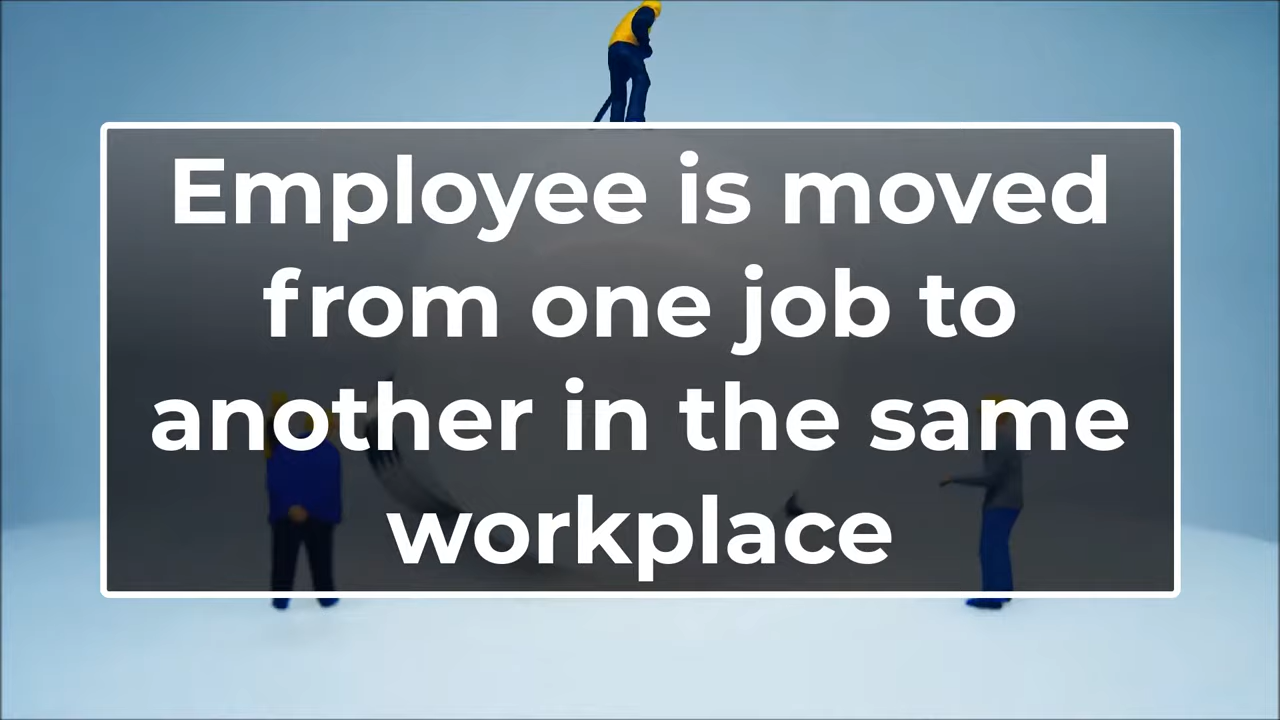 Employee is moved
from one job to
another in the same
workplace